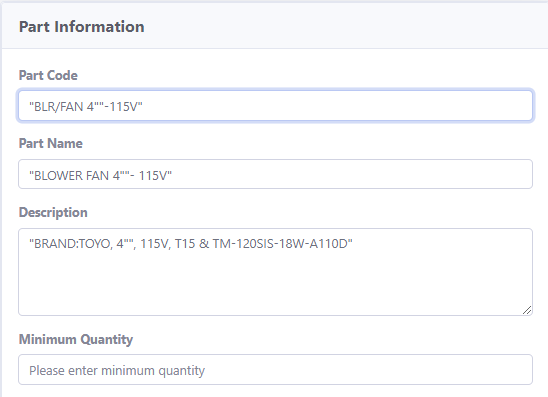 Part Information
Part Code
"BLR/FAN 4""-115V"
Part Name
"BLOWER FAN 4""- 115V"
Description
"BRAND:TOYO, 4"", 115V, T15 & TM-120SIS-18W-A110D"
Minimum Quantity
Please enter minimum quantity